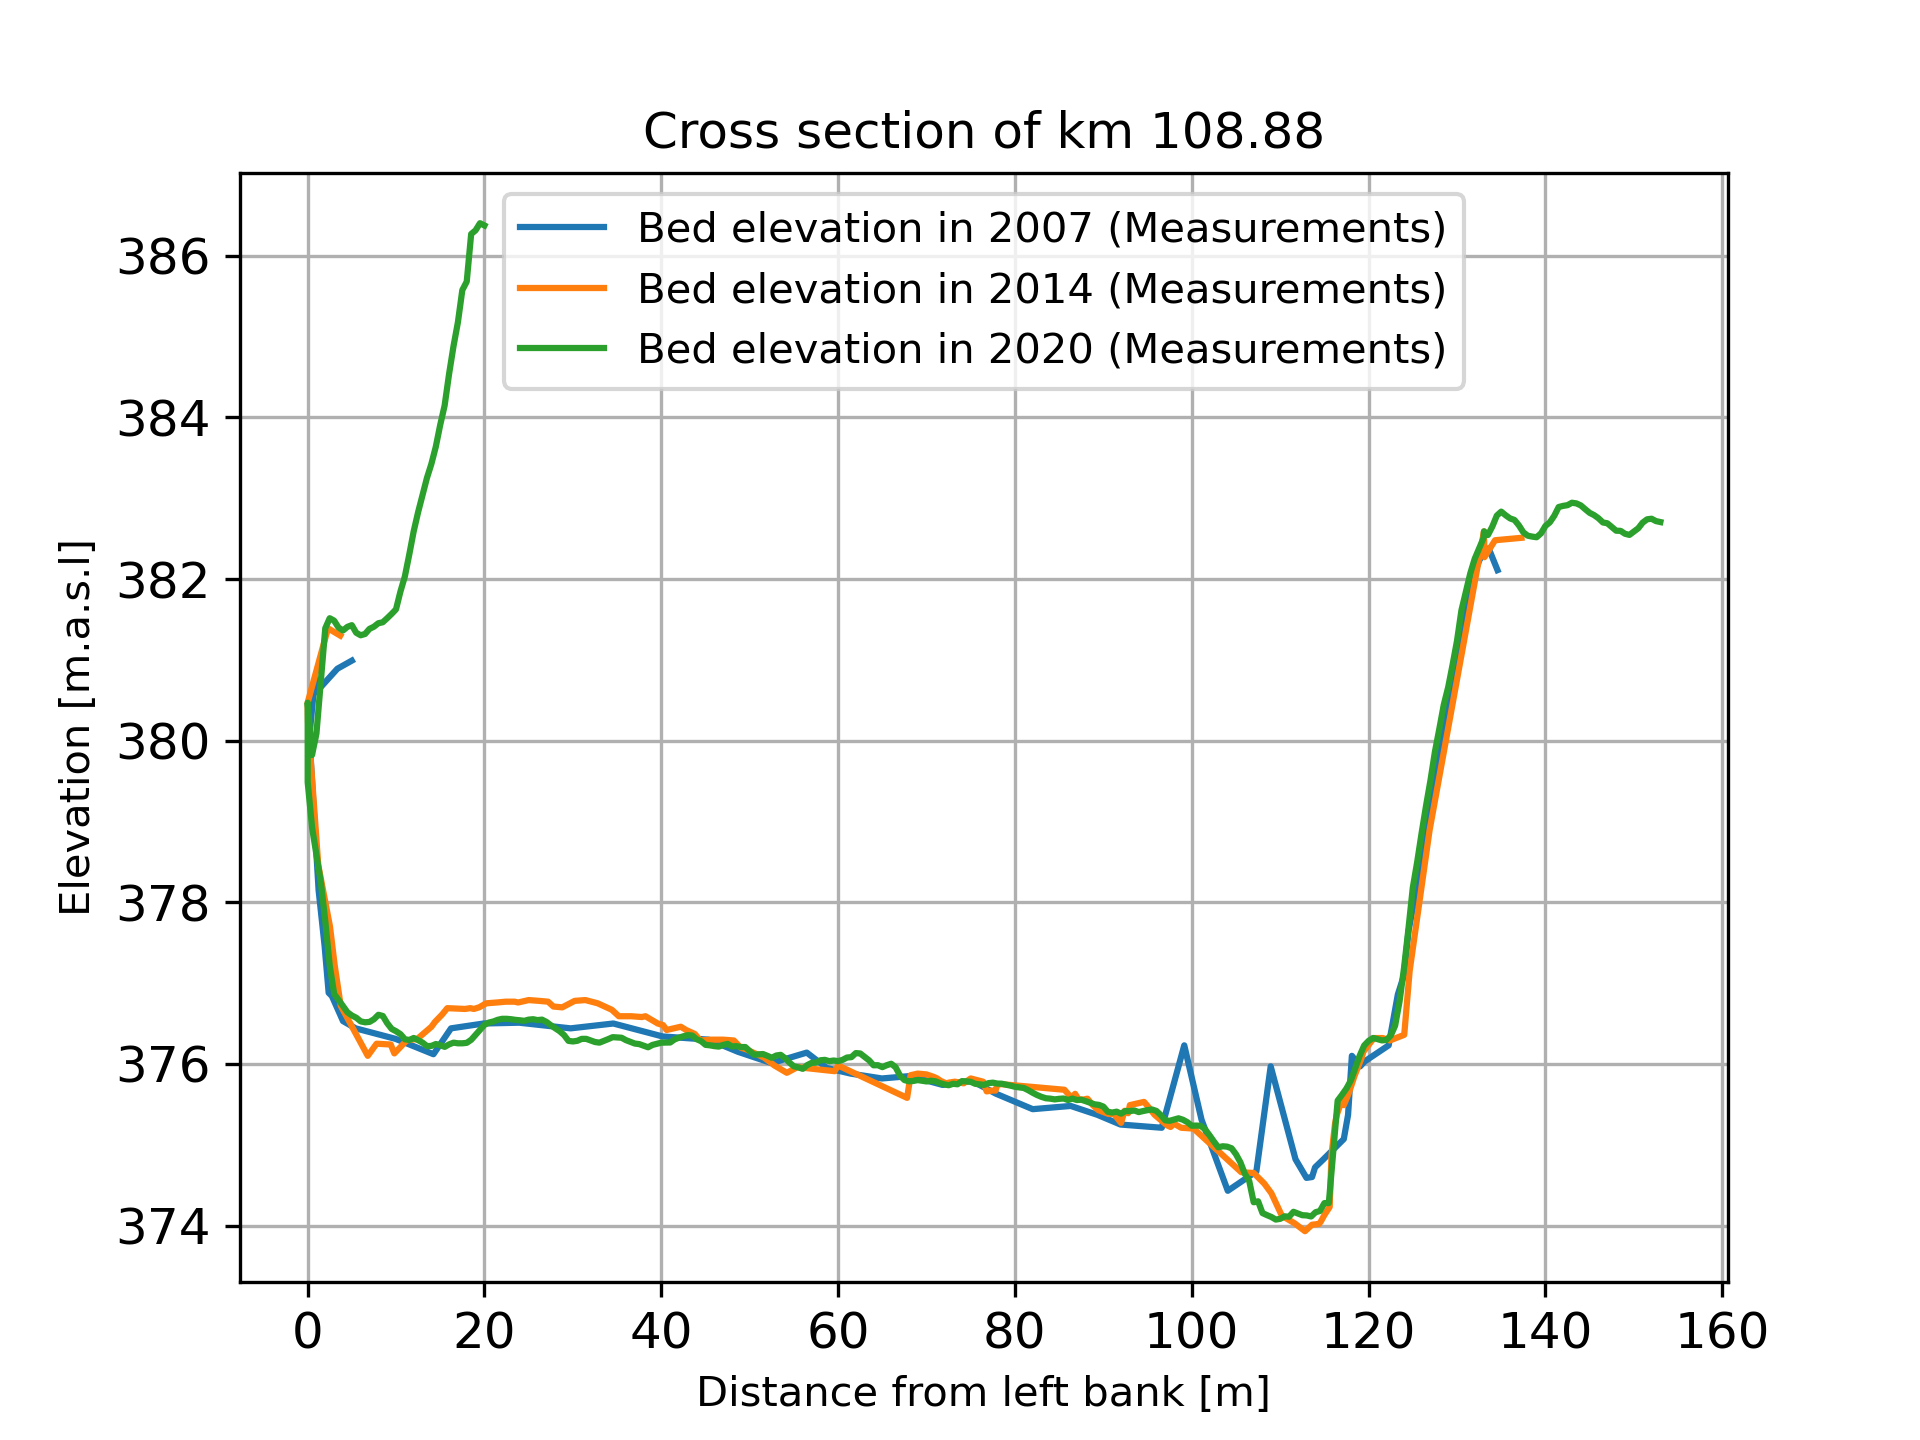 Cross section of km 108.88
Bed elevation in 2007 (Measurements)
Bed elevation in 2014 (Measurements)
Bed elevation in 2020 (Measurements)
Elevation [m.a.s.l]
386
384
382
380
378
376
374
0 20 40 60 80 100 120 140 160
Distance from left bank [m]